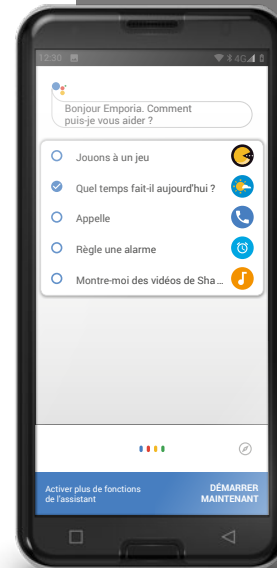 12:30 4G
Bonjour Emporia. Comment
puis-je vous aider ?
Jouons à un jeu
Quel temps fait-il aujourd'hui ?
Appelle
Règle une alarme
Montre-moi des vidéos de Sha ...
Activer plus de fonctions DÉMARRER
de l'assistant MAINTENANT